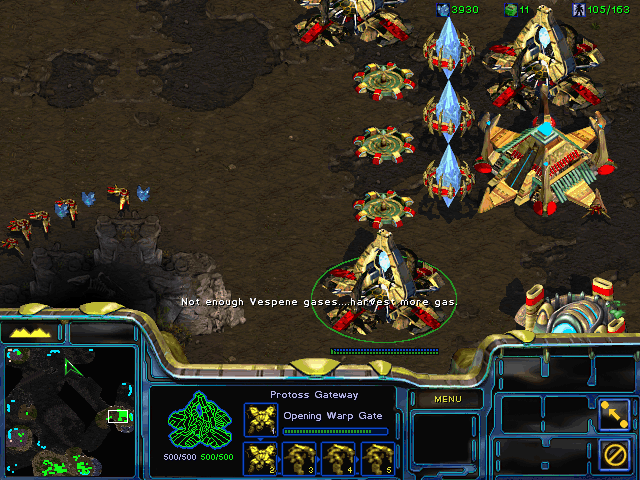 3930 11 105/163
Not enough Vespene gases....harvest more gas.
Protoss Gateway
MENU
Opening Warp Gate
1
500/500 500/500
2 3 4 5